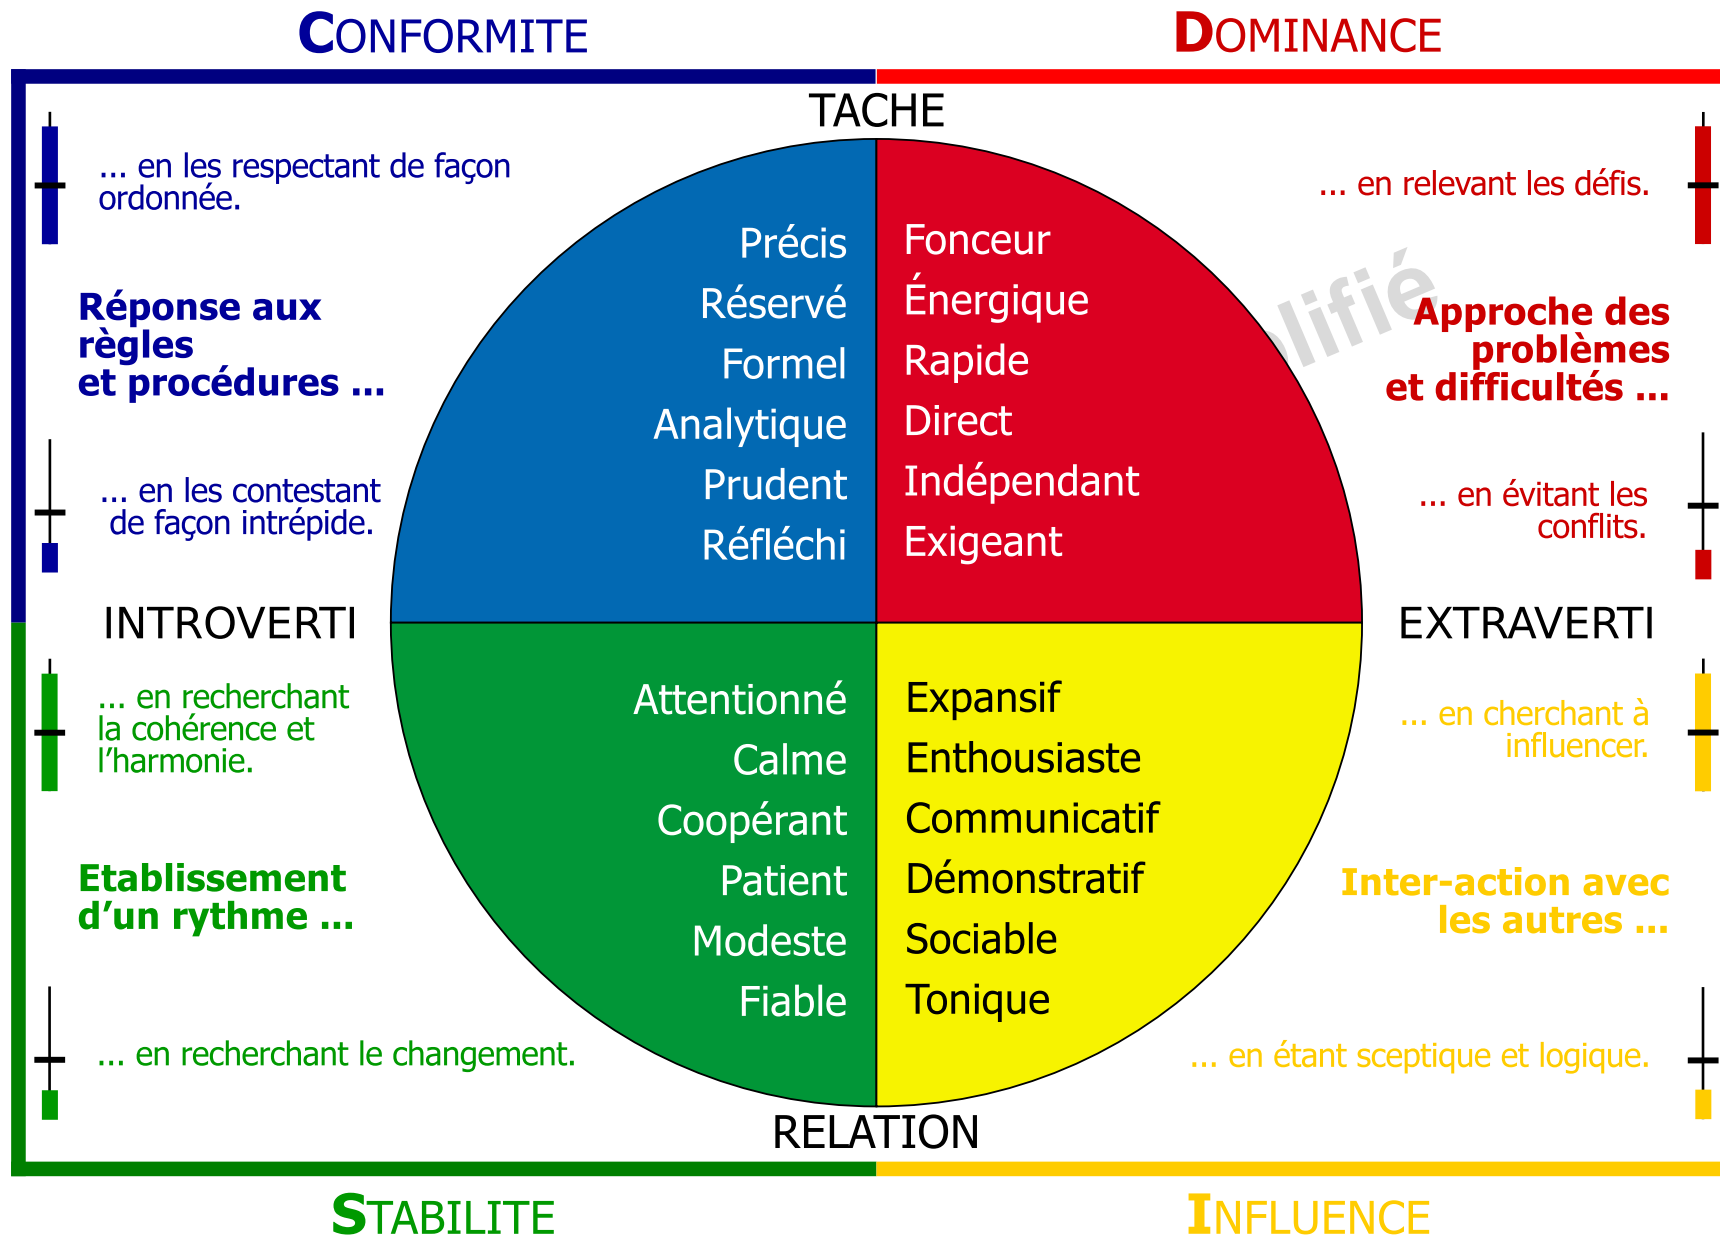 CONFORMITE
DOMINANCE
TACHE
... en les respectant de façon
ordonnée.
Réponse aux
règles
et procédures ...
... en les contestant
de façon intrépide.
Précis
Réservé
Formel
Analytique
Prudent
Réfléchi
Fonceur
Énergique
Rapide
Direct
Indépendant
Exigeant
... en relevant les défis.
Approche des
problèmes
et difficultés ...
... en évitant les
conflits.
INTROVERTI
EXTRAVERTI
... en recherchant
la cohérence et
l’harmonie.
Etablissement
d’un rythme ...
... en recherchant le changement.
Attentionné
Calme
Coopérant
Patient
Modeste
Fiable
Expansif
Enthousiaste
Communicatif
Démonstratif
Sociable
Tonique
... en cherchant à
influencer.
Inter-action avec
les autres ...
... en étant sceptique et logique.
RELATION
STABILITE
INFLUENCE